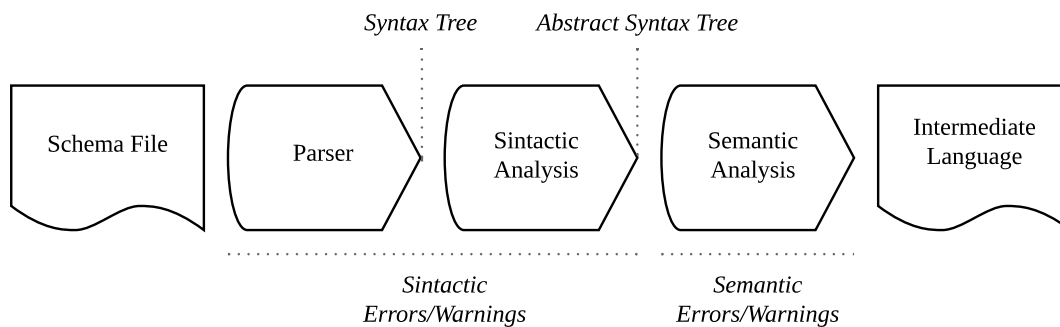 Syntax Tree
Abstract Syntax Tree
Schema File
Parser
Sintactic
Analysis
Semantic
Analysis
Intermediate
Language
Sintactic
Errors/Warnings
Semantic
Errors/Warnings